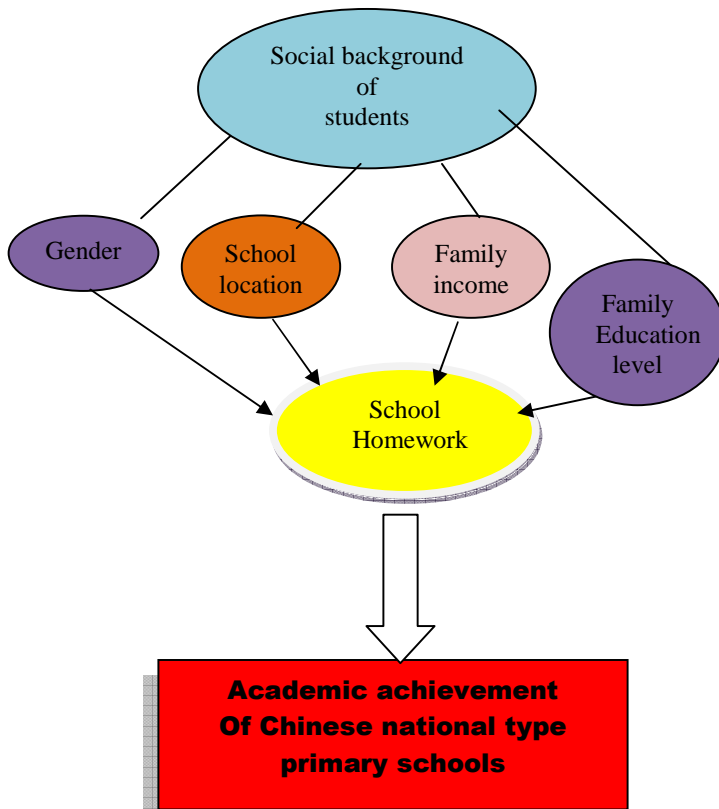 Social background
of
students
Gender
School
location
Family
income
Family
Education
level
School
Homework
Academic achievement
Of Chinese national type
primary schools